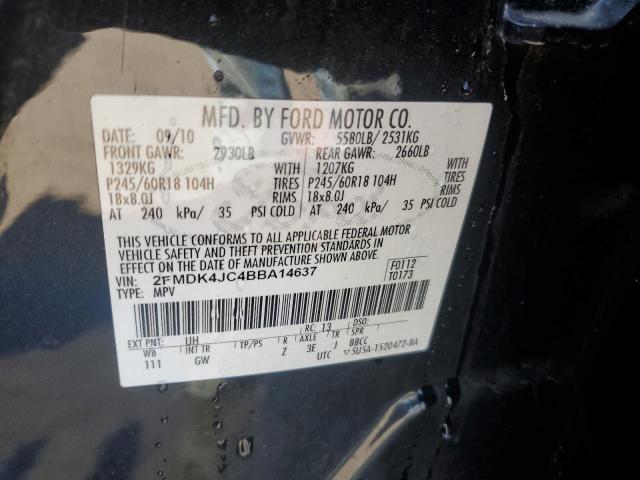 MFD. BY FORD MOTOR CO.
DATE: 09/10 GVWR: 5580LB/ 2531KG
FRONT GAWR: 2930LB REAR GAWR: 2660LB
1329KG WITH 1207KG WITH
P245/60R18 104H TIRES P245/60R18 104H TIRES
18x8.0J RIMS 18x8.0J RIMS
AT 240 kPa/ 35 PSI COLD AT 240 kPa/ 35 PSI COLD
THIS VEHICLE CONFORMS TO ALL APPLICABLE FEDERAL MOTOR
VEHICLE SAFETY AND THEFT PREVENTION STANDARDS IN
EFFECT ON THE DATE OF MANUFACTURE SHOWN ABOVE.
VIN: 2FMDK4JC4BBA14637 F0112
TYPE: MPV T0173
EXT PNT: UH RC: 13 DSO:
WB INT TR TP/PS R AXLE TR SPR
111 GW Z 3E J BBCC
UTC ▽5U5A-1520472-BA